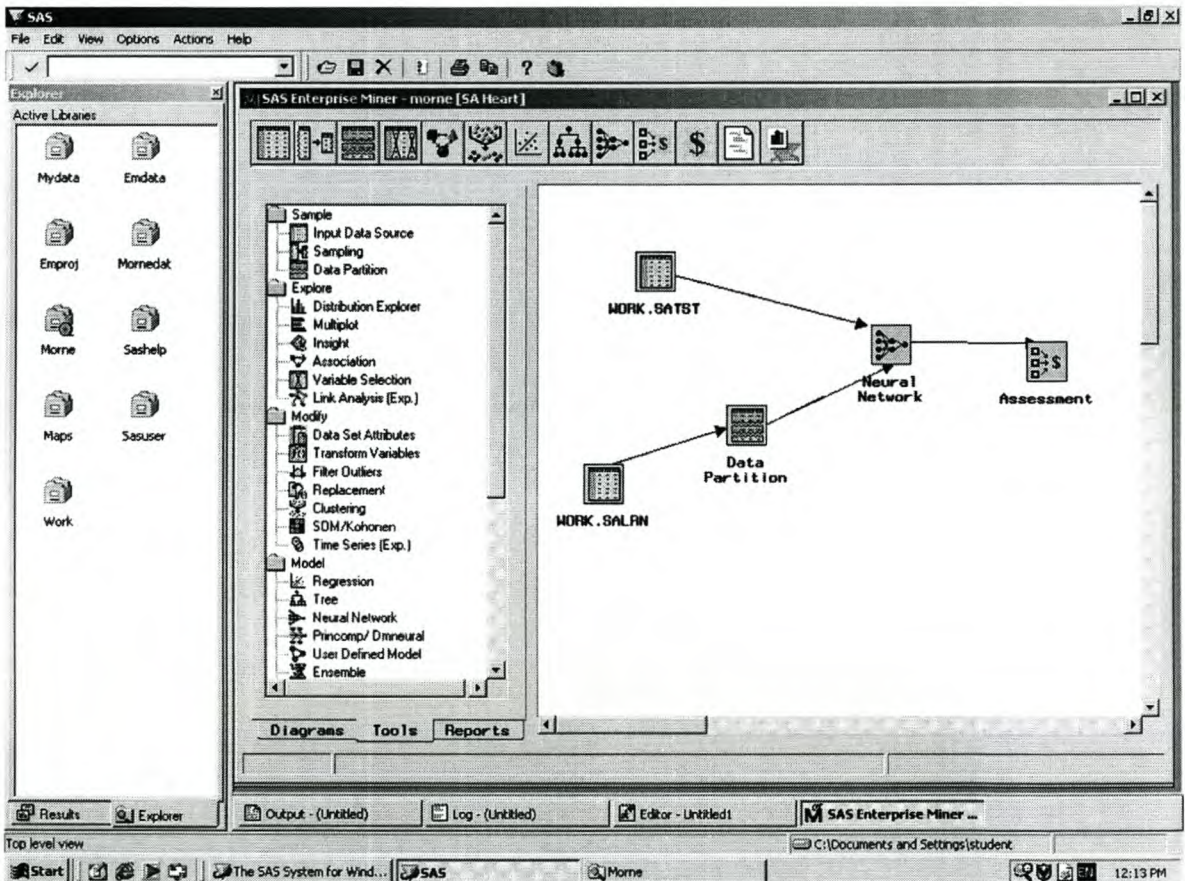 SAS
File Edit View Options Actions Help
Explorer
Active Libraries
Mydata Emdata
Emproj Mornedat
Morne Sashelp
Maps Sasuser
Work
SAS Enterprise Miner - morne [SA Heart]
Sample
Input Data Source
Sampling
Data Partition
Explore
Distribution Explorer
Multiplot
Insight
Association
Variable Selection
Link Analysis (Exp.)
Modify
Data Set Attributes
Transform Variables
Filter Outliers
Replacement
Clustering
SOM/Kohonen
Time Series (Exp.)
Model
Regression
Tree
Neural Network
Princomp/ Dmneural
User Defined Model
Ensemble
Diagrams Tools Reports
WORK.SATST
Neural
Network
Assessment
Data
Partition
WORK.SALRN
Results Explorer
Output - (Untitled) Log - (Untitled) Editor - Untitled1 SAS Enterprise Miner ...
Top level view C:\Documents and Settings\student
Start The SAS System for Wind... SAS Morne EN 12:13 PM